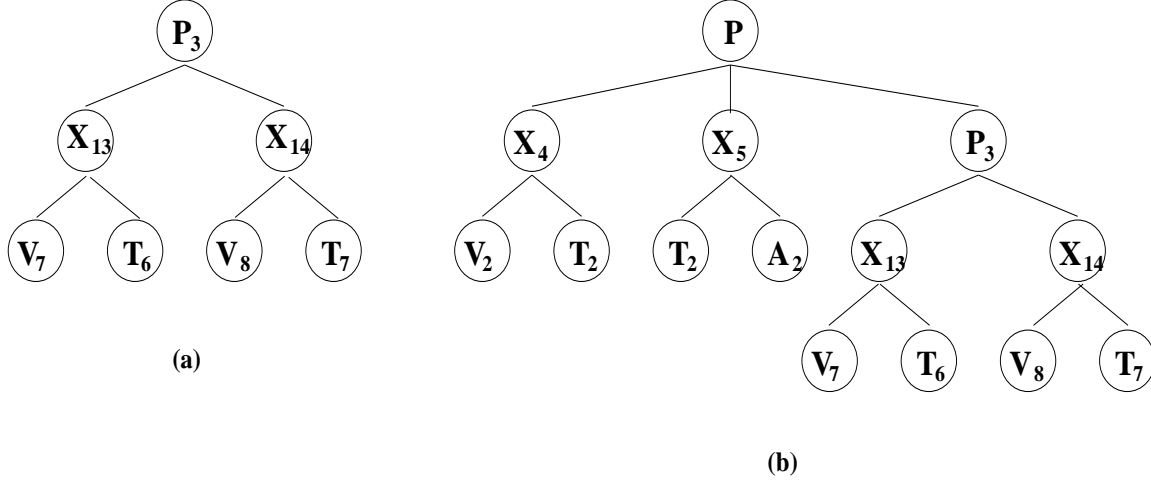 P₃ P
X₁₃ X₁₄ X₄ X₅ P₃
V₇ T₆ V₈ T₇ V₂ T₂ T₂ A₂ X₁₃ X₁₄
V₇ T₆ V₈ T₇
(a)
(b)